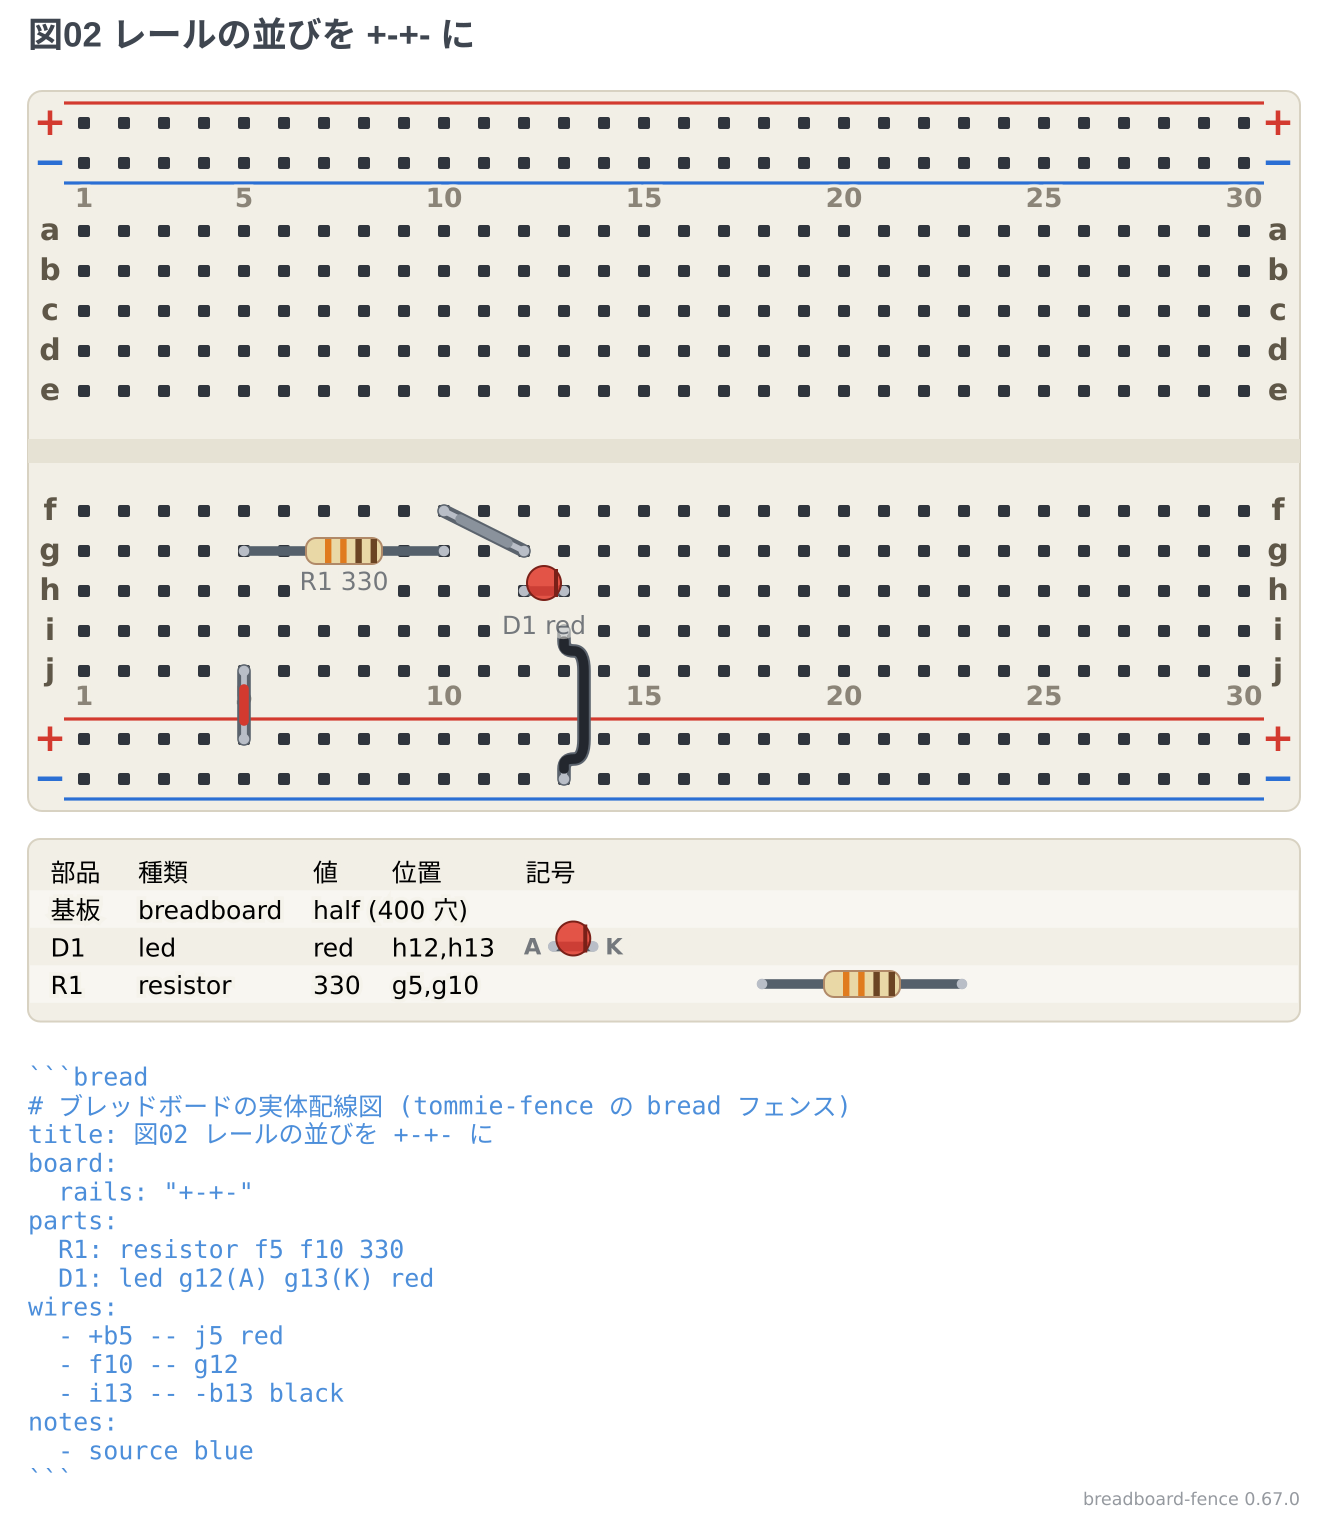 図02 レールの並びを +-+- に
+ +
− −
1 5 10 15 20 25 30
a a
b b
c c
d d
e e
f f
g g
R1 330
h h
D1 red
i i
j j
1 10 15 20 25 30
+ +
− −
部品 種類 値 位置 記号
基板 breadboard half (400 穴)
D1 led red h12,h13 A K
R1 resistor 330 g5,g10
```bread
# ブレッドボードの実体配線図 (tommie-fence の bread フェンス)
title: 図02 レールの並びを +-+- に
board:
  rails: "+-+-"
parts:
  R1: resistor f5 f10 330
  D1: led g12(A) g13(K) red
wires:
  - +b5 -- j5 red
  - f10 -- g12
  - i13 -- -b13 black
notes:
  - source blue
```
breadboard-fence 0.67.0